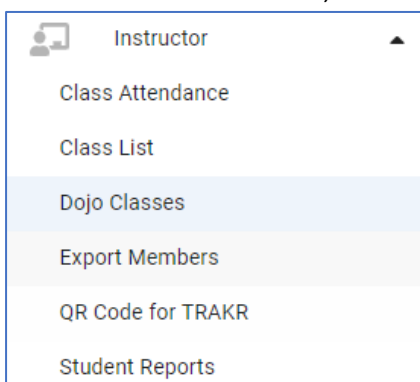 Instructor
Class Attendance
Class List
Dojo Classes
Export Members
QR Code for TRAKR
Student Reports